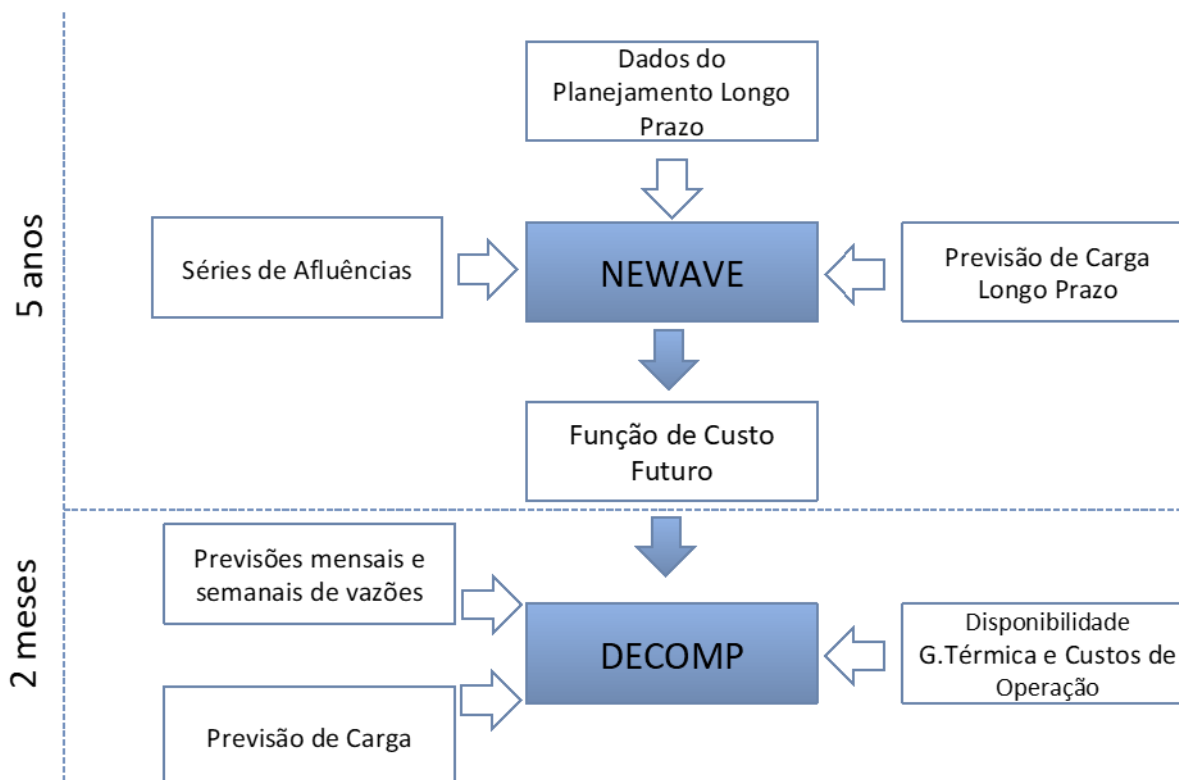 Dados do
Planejamento Longo
Prazo
5 anos
Séries de Afluências
NEWAVE
Previsão de Carga
Longo Prazo
Função de Custo
Futuro
2 meses
Previsões mensais e
semanais de vazões
DECOMP
Disponibilidade
G.Térmica e Custos de
Operação
Previsão de Carga